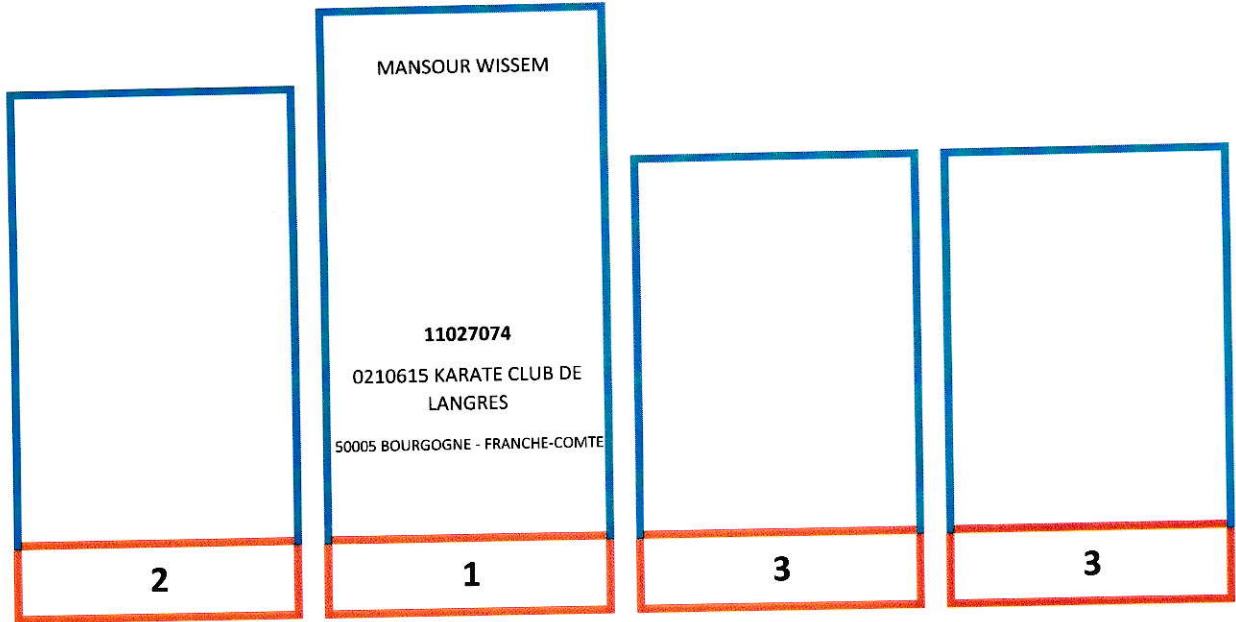 MANSOUR WISSEM
11027074
0210615 KARATE CLUB DE
LANGRES
50005 BOURGOGNE - FRANCHE-COMTE
2
1
3
3